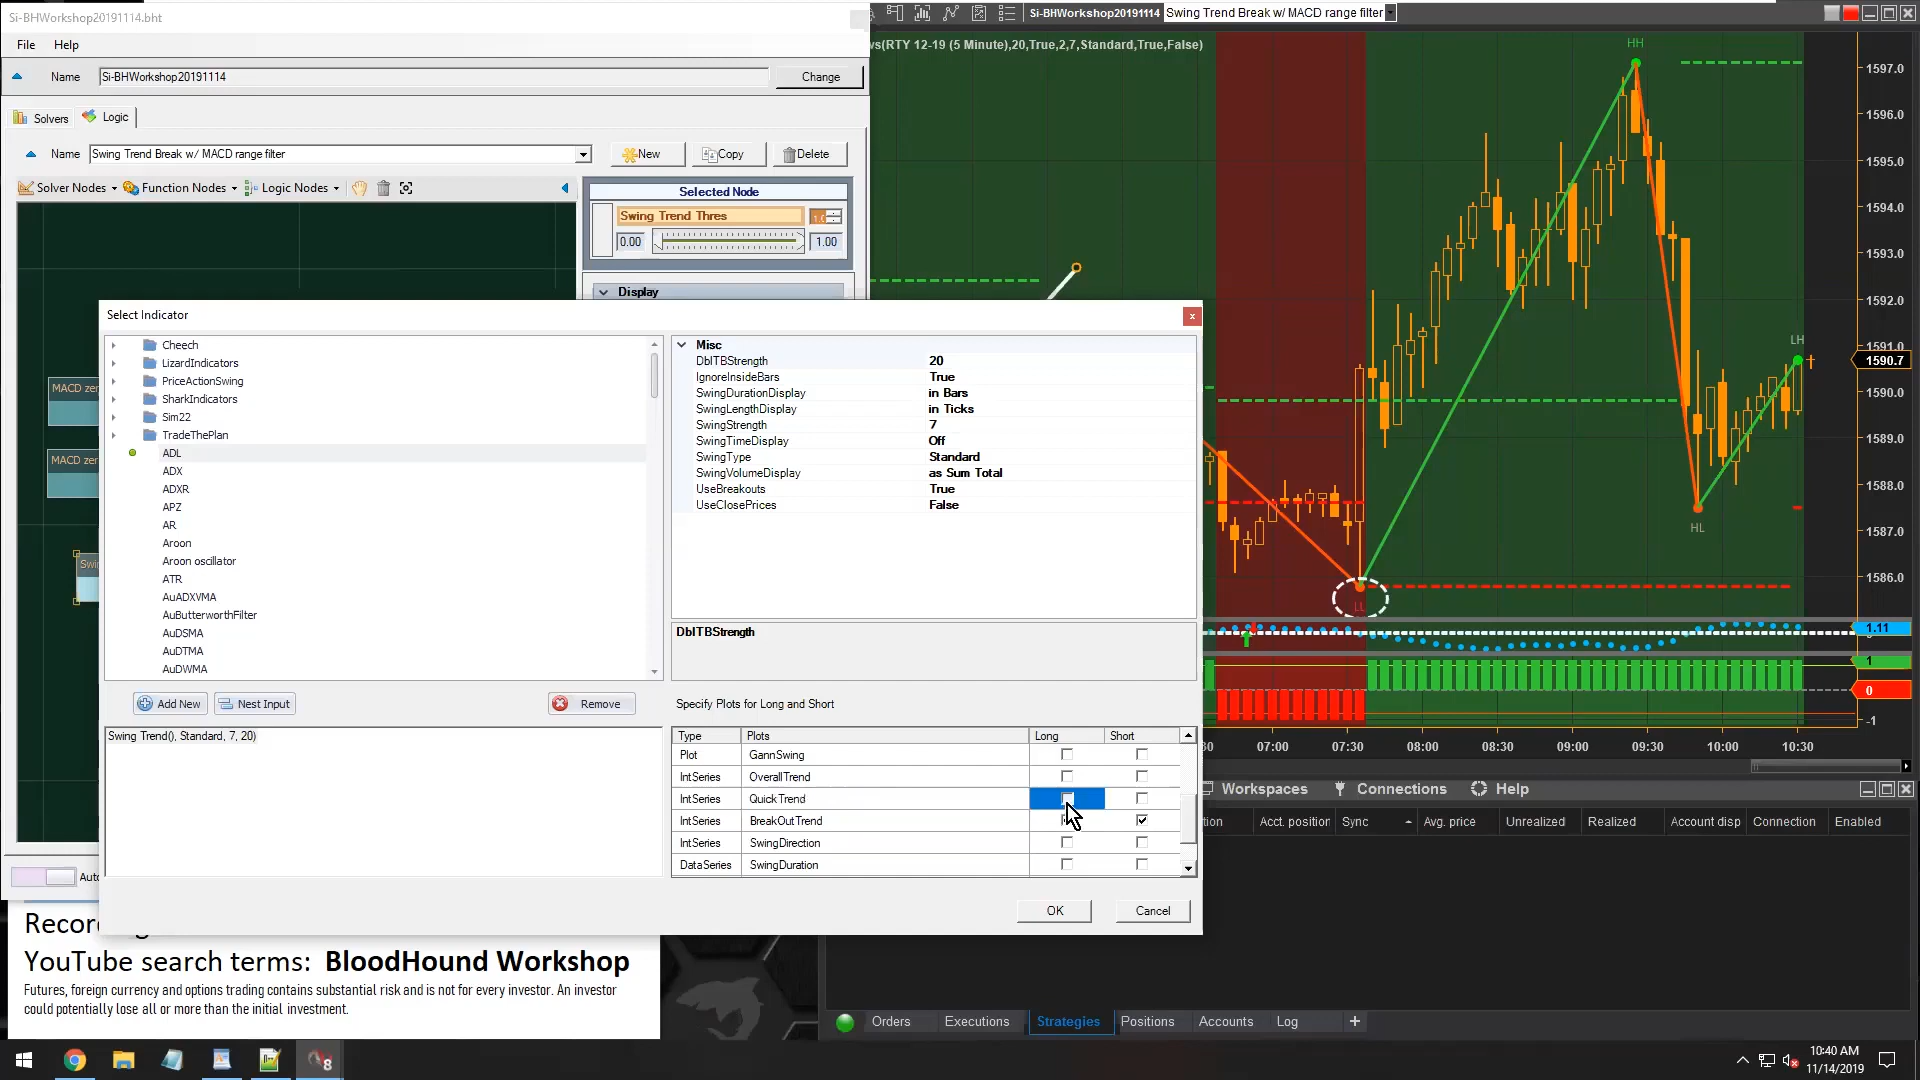 Si-BHWorkshop20191114.bht
File Help
Name Si-BHWorkshop20191114 Change
Solvers Logic
Name Swing Trend Break w/ MACD range filter New Copy Delete
Solver Nodes Function Nodes Logic Nodes
Selected Node
Swing Trend Thres
0.00 1.00
Display
MACD zer
MACD zer
Swi
Select Indicator
Cheech
LizardIndicators
PriceActionSwing
SharkIndicators
Sim22
TradeThePlan
ADL
ADX
ADXR
APZ
AR
Aroon
Aroon oscillator
ATR
AuADXVMA
AuButterworthFilter
AuDSMA
AuDTMA
AuDWMA
Misc
DblTBStrength 20
IgnoreInsideBars True
SwingDurationDisplay in Bars
SwingLengthDisplay in Ticks
SwingStrength 7
SwingTimeDisplay Off
SwingType Standard
SwingVolumeDisplay as Sum Total
UseBreakouts True
UseClosePrices False
DblTBStrength
Add New Nest Input Remove
Swing Trend(), Standard, 7, 20)
Specify Plots for Long and Short
Type Plots Long Short
Plot GannSwing
IntSeries OverallTrend
IntSeries QuickTrend
IntSeries BreakOutTrend
IntSeries SwingDirection
DataSeries SwingDuration
OK Cancel
Auto
YouTube search terms: BloodHound Workshop
Futures, foreign currency and options trading contains substantial risk and is not for every investor. An investor
could potentially lose all or more than the initial investment.
Si-BHWorkshop20191114 Swing Trend Break w/ MACD range filter
vs(RTY 12-19 (5 Minute),20,True,2,7,Standard,True,False)
HH
LH
HL
LL
1597.0
1596.0
1595.0
1594.0
1593.0
1592.0
1591.0
1590.7
1590.0
1589.0
1588.0
1587.0
1586.0
1.11
1
0
-1
30 07:00 07:30 08:00 08:30 09:00 09:30 10:00 10:30
Workspaces Connections Help
tion Acct. position Sync Avg. price Unrealized Realized Account disp Connection Enabled
Orders Executions Strategies Positions Accounts Log +
8
10:40 AM
11/14/2019